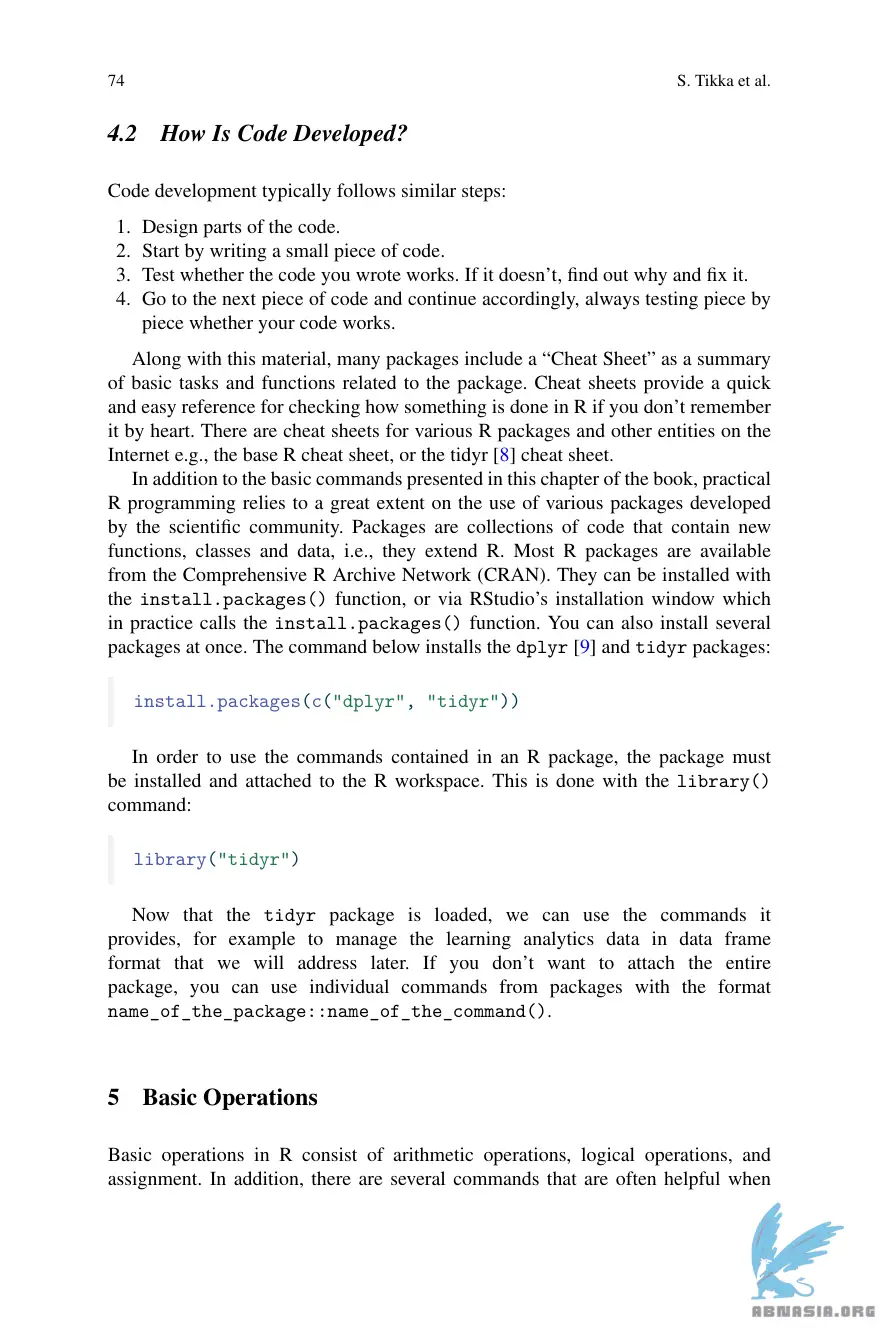 74 S. Tikka et al.
4.2 How Is Code Developed?
Code development typically follows similar steps:
1. Design parts of the code.
2. Start by writing a small piece of code.
3. Test whether the code you wrote works. If it doesn’t, find out why and fix it.
4. Go to the next piece of code and continue accordingly, always testing piece by
piece whether your code works.
Along with this material, many packages include a “Cheat Sheet” as a summary
of basic tasks and functions related to the package. Cheat sheets provide a quick
and easy reference for checking how something is done in R if you don’t remember
it by heart. There are cheat sheets for various R packages and other entities on the
Internet e.g., the base R cheat sheet, or the tidyr [8] cheat sheet.
In addition to the basic commands presented in this chapter of the book, practical
R programming relies to a great extent on the use of various packages developed
by the scientific community. Packages are collections of code that contain new
functions, classes and data, i.e., they extend R. Most R packages are available
from the Comprehensive R Archive Network (CRAN). They can be installed with
the install.packages() function, or via RStudio’s installation window which
in practice calls the install.packages() function. You can also install several
packages at once. The command below installs the dplyr [9] and tidyr packages:
install.packages(c("dplyr", "tidyr"))
In order to use the commands contained in an R package, the package must
be installed and attached to the R workspace. This is done with the library()
command:
library("tidyr")
Now that the tidyr package is loaded, we can use the commands it
provides, for example to manage the learning analytics data in data frame
format that we will address later. If you don’t want to attach the entire
package, you can use individual commands from packages with the format
name_of_the_package::name_of_the_command().
5 Basic Operations
Basic operations in R consist of arithmetic operations, logical operations, and
assignment. In addition, there are several commands that are often helpful when
ABNASIA.ORG